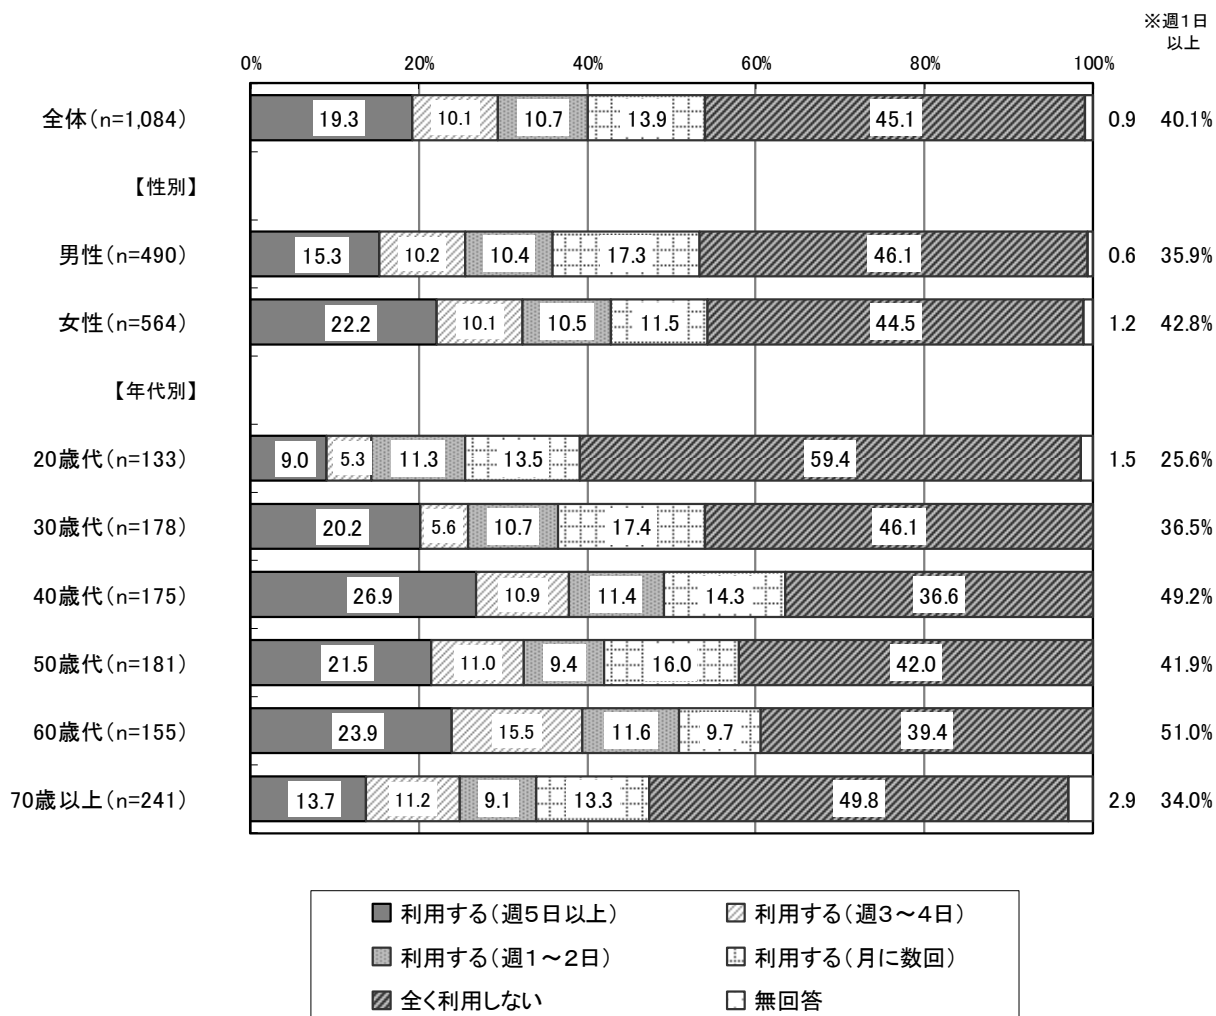 ※週1日
以上
0% 20% 40% 60% 80% 100%
全体（n=1,084） 19.3 10.1 10.7 13.9 45.1 0.9 40.1%
【性別】
男性（n=490） 15.3 10.2 10.4 17.3 46.1 0.6 35.9%
女性（n=564） 22.2 10.1 10.5 11.5 44.5 1.2 42.8%
【年代別】
20歳代（n=133） 9.0 5.3 11.3 13.5 59.4 1.5 25.6%
30歳代（n=178） 20.2 5.6 10.7 17.4 46.1 36.5%
40歳代（n=175） 26.9 10.9 11.4 14.3 36.6 49.2%
50歳代（n=181） 21.5 11.0 9.4 16.0 42.0 41.9%
60歳代（n=155） 23.9 15.5 11.6 9.7 39.4 51.0%
70歳以上（n=241） 13.7 11.2 9.1 13.3 49.8 2.9 34.0%
利用する（週５日以上） 利用する（週３～４日）
利用する（週１～２日） 利用する（月に数回）
全く利用しない 無回答